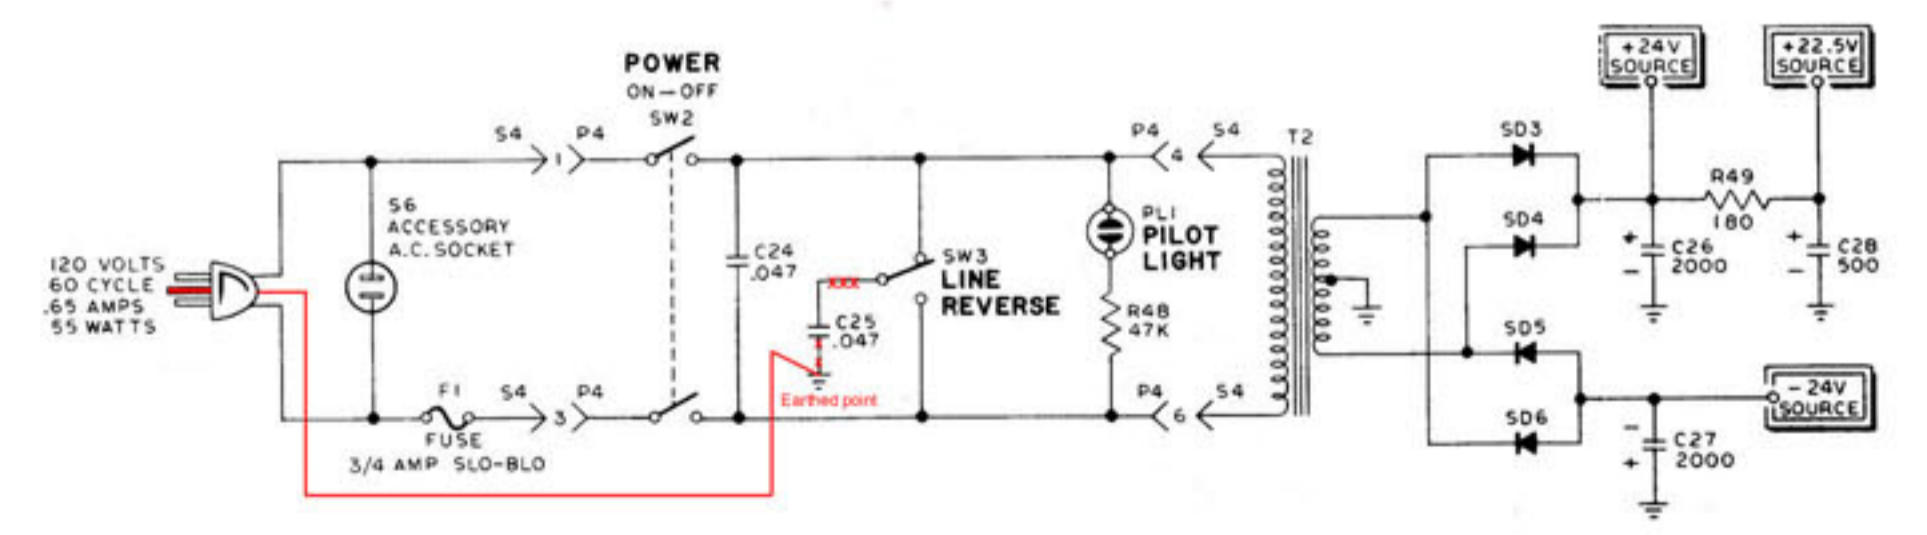 120 VOLTS
60 CYCLE
.65 AMPS
55 WATTS
S6
ACCESSORY
A.C. SOCKET
F1
FUSE
3/4 AMP SLO-BLO
S4
P4
1
S4
P4
3
POWER
ON-OFF
SW2
C24
.047
C25
.047
Earthed point
SW3
LINE
REVERSE
PL1
PILOT
LIGHT
R48
47K
P4
S4
4
P4
S4
6
T2
SD3
SD4
SD5
SD6
+24V
SOURCE
+22.5V
SOURCE
R49
180
+
-
C26
2000
+
-
C28
500
-24V
SOURCE
-
+
C27
2000